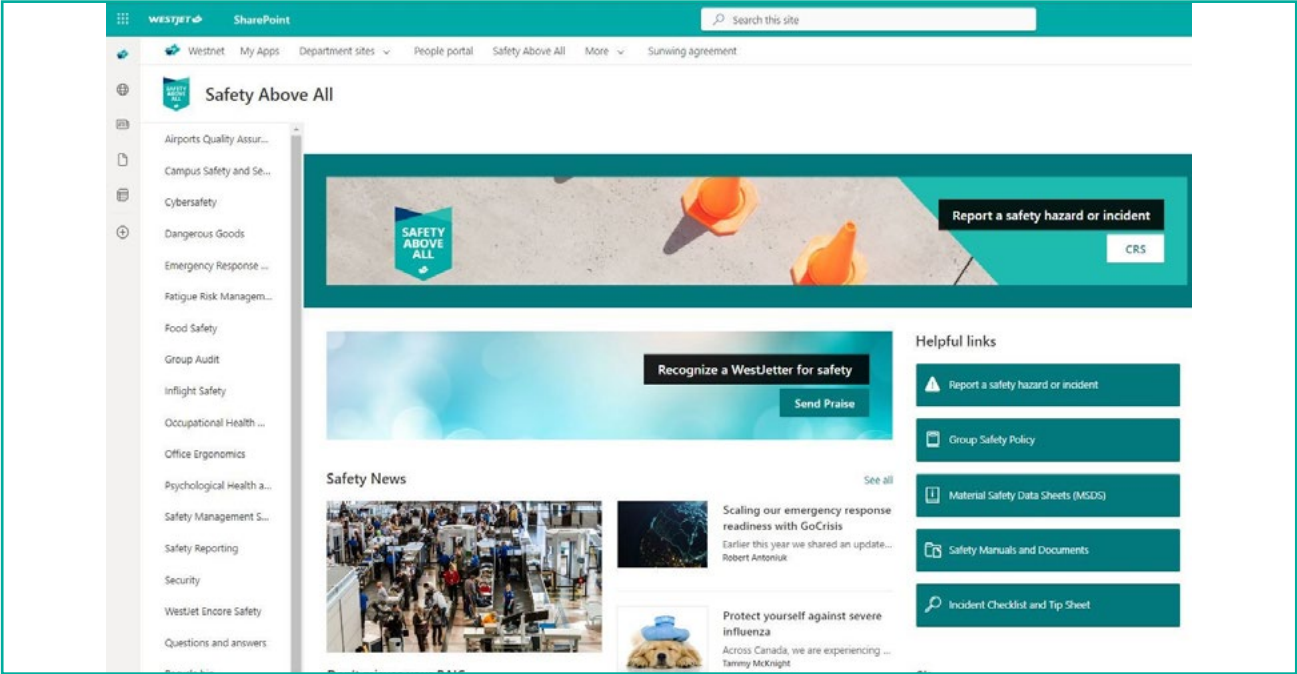 WESTJET
SharePoint
Search this site
Westnet
My Apps
Department sites
People portal
Safety Above All
More
Sunwing agreement
SAFETY
ABOVE
ALL
Safety Above All
Airports Quality Assur...
Campus Safety and Se...
Cybersafety
Dangerous Goods
Emergency Response ...
Fatigue Risk Managem...
Food Safety
Group Audit
Inflight Safety
Occupational Health ...
Office Ergonomics
Psychological Health a...
Safety Management S...
Safety Reporting
Security
WestJet Encore Safety
Questions and answers
SAFETY
ABOVE
ALL
Report a safety hazard or incident
CRS
Recognize a WestJetter for safety
Send Praise
Safety News
See all
Scaling our emergency response
readiness with GoCrisis
Earlier this year we shared an update...
Robert Antoniuk
Protect yourself against severe
influenza
Across Canada, we are experiencing ...
Tammy McKnight
Helpful links
Report a safety hazard or incident
Group Safety Policy
Material Safety Data Sheets (MSDS)
Safety Manuals and Documents
Incident Checklist and Tip Sheet